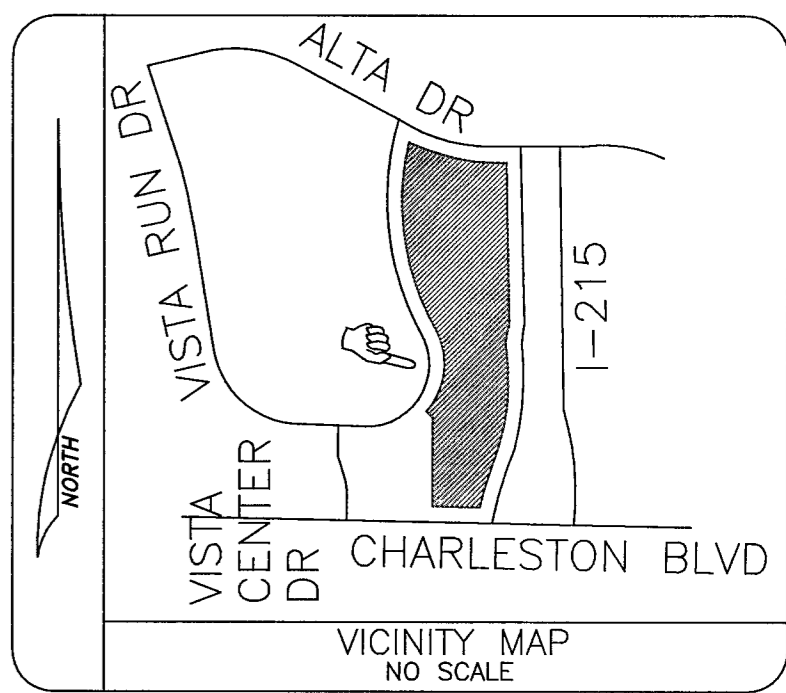 ALTA DR
VISTA RUN DR
I-215
NORTH
VISTA
CENTER
DR
CHARLESTON BLVD
VICINITY MAP
NO SCALE